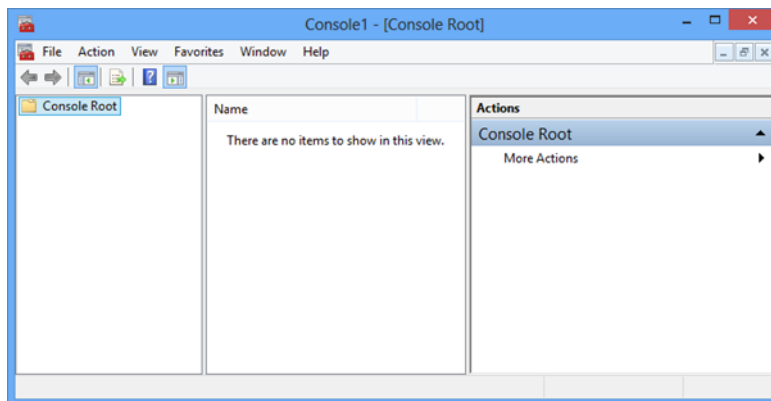 Console1 - [Console Root]
File Action View Favorites Window Help
Console Root
Name
There are no items to show in this view.
Actions
Console Root
More Actions